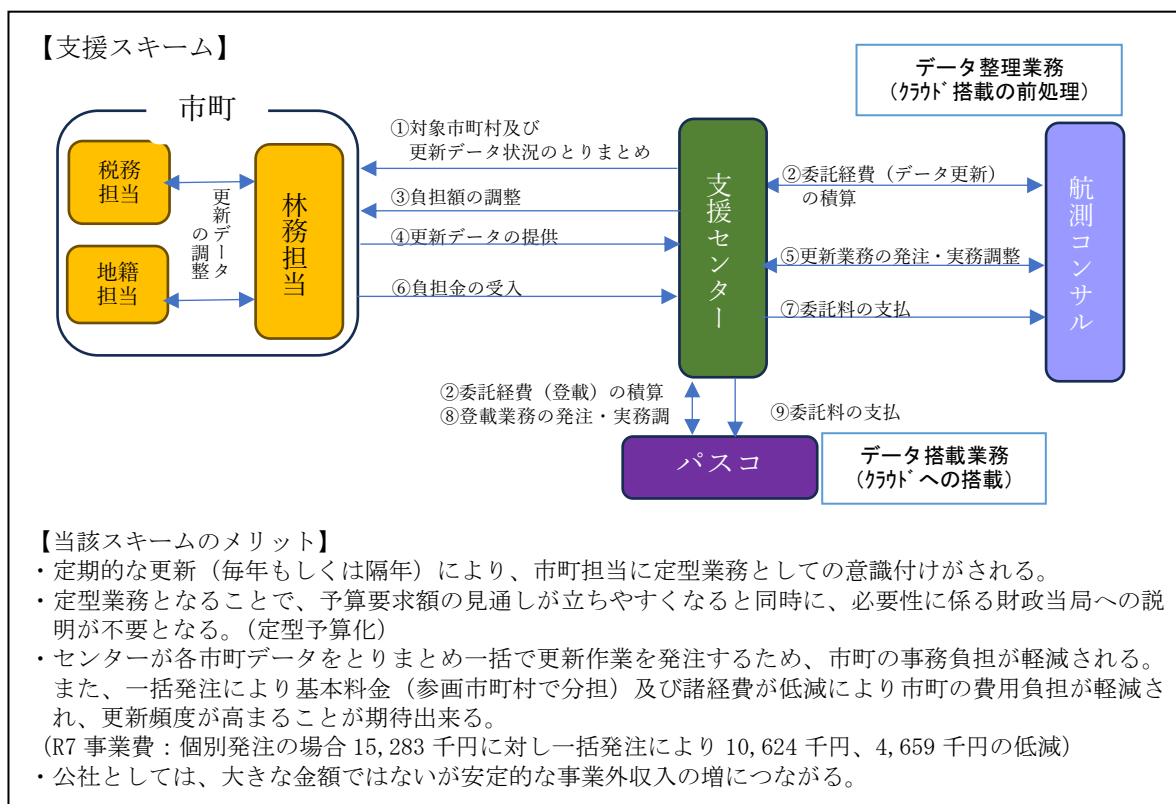 【支援スキーム】
データ整理業務
(ｸﾗｳﾄﾞ搭載の前処理)
市町
税務
担当
地籍
担当
更新データ
の調整
林務担当
①対象市町村及び
更新データ状況のとりまとめ
③負担額の調整
④更新データの提供
⑥負担金の受入
支援センター
②委託経費（データ更新）
の積算
⑤更新業務の発注・実務調整
⑦委託料の支払
航測コンサル
②委託経費（登載）の積算
⑧登載業務の発注・実務調
⑨委託料の支払
パスコ
データ搭載業務
(ｸﾗｳﾄﾞへの搭載)
【当該スキームのメリット】
・定期的な更新（毎年もしくは隔年）により、市町担当に定型業務としての意識付けがされる。
・定型業務となることで、予算要求額の見通しが立ちやすくなると同時に、必要性に係る財政当局への説
明が不要となる。（定型予算化）
・センターが各市町データをとりまとめ一括で更新作業を発注するため、市町の事務負担が軽減される。
また、一括発注により基本料金（参画市町村で分担）及び諸経費が低減により市町の費用負担が軽減さ
れ、更新頻度が高まることが期待出来る。
(R7 事業費：個別発注の場合 15,283 千円に対し一括発注により 10,624 千円、4,659 千円の低減)
・公社としては、大きな金額ではないが安定的な事業外収入の増につながる。